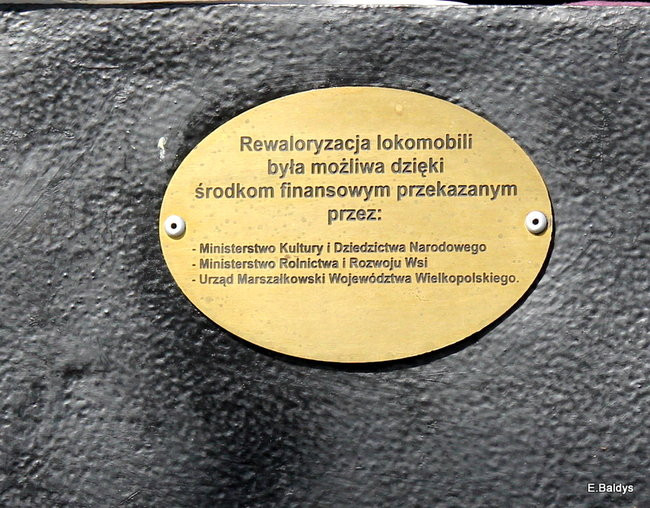 Rewaloryzacja lokomobili
była możliwa dzięki
środkom finansowym przekazanym
przez:
- Ministerstwo Kultury i Dziedzictwa Narodowego
- Ministerstwo Rolnictwa i Rozwoju Wsi
- Urząd Marszałkowski Województwa Wielkopolskiego.
E.Baldys